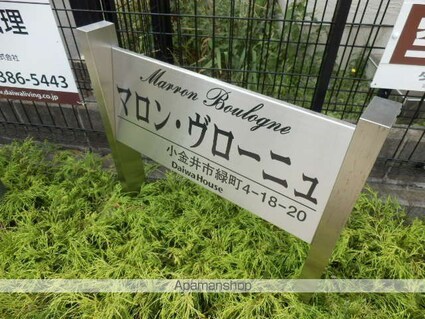 Marron Boulogne
マロン・ヴローニュ
小金井市緑町4-18-20
DaiwaHouse
理
386-5443
www.daiwaliving.co.jp
Apamanshop